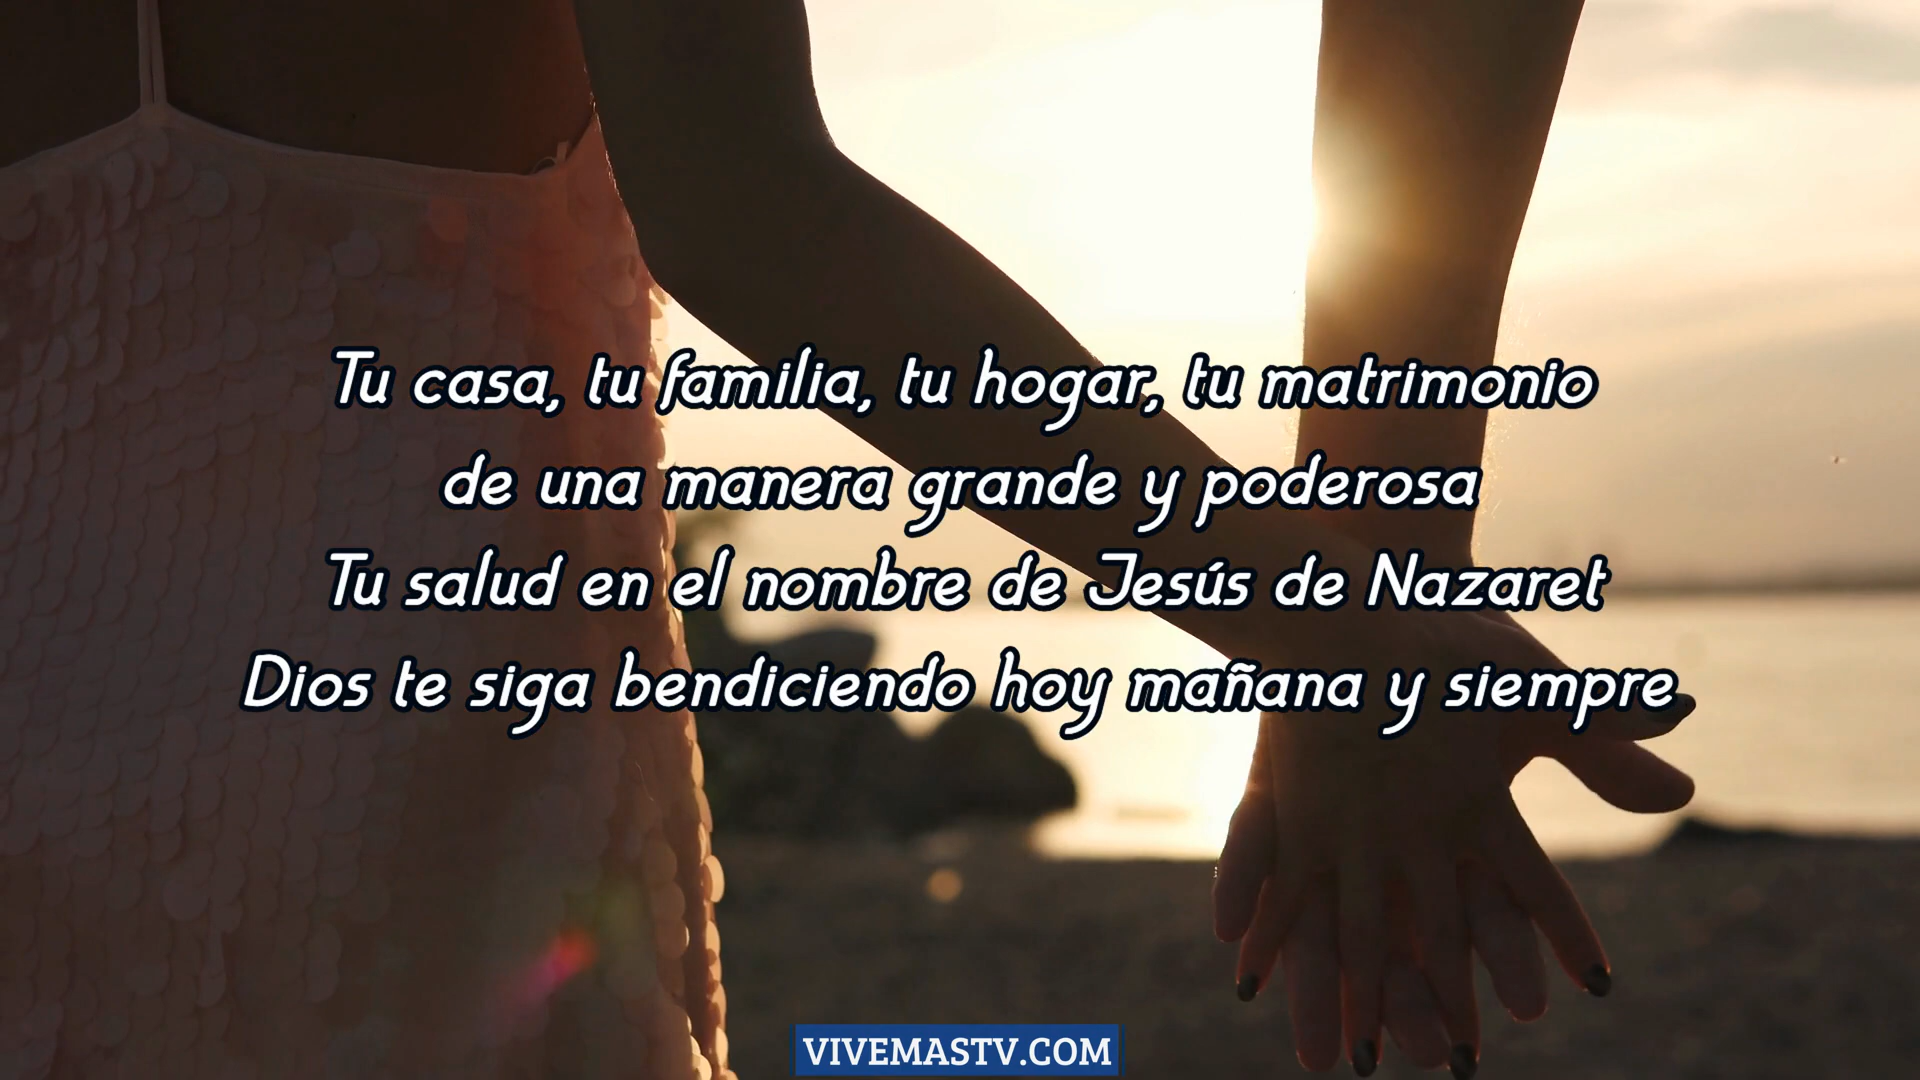 Tu casa, tu familia, tu hogar, tu matrimonio
de una manera grande y poderosa
Tu salud en el nombre de Jesús de Nazaret
Dios te siga bendiciendo hoy mañana y siempre
VIVEMASTV.COM